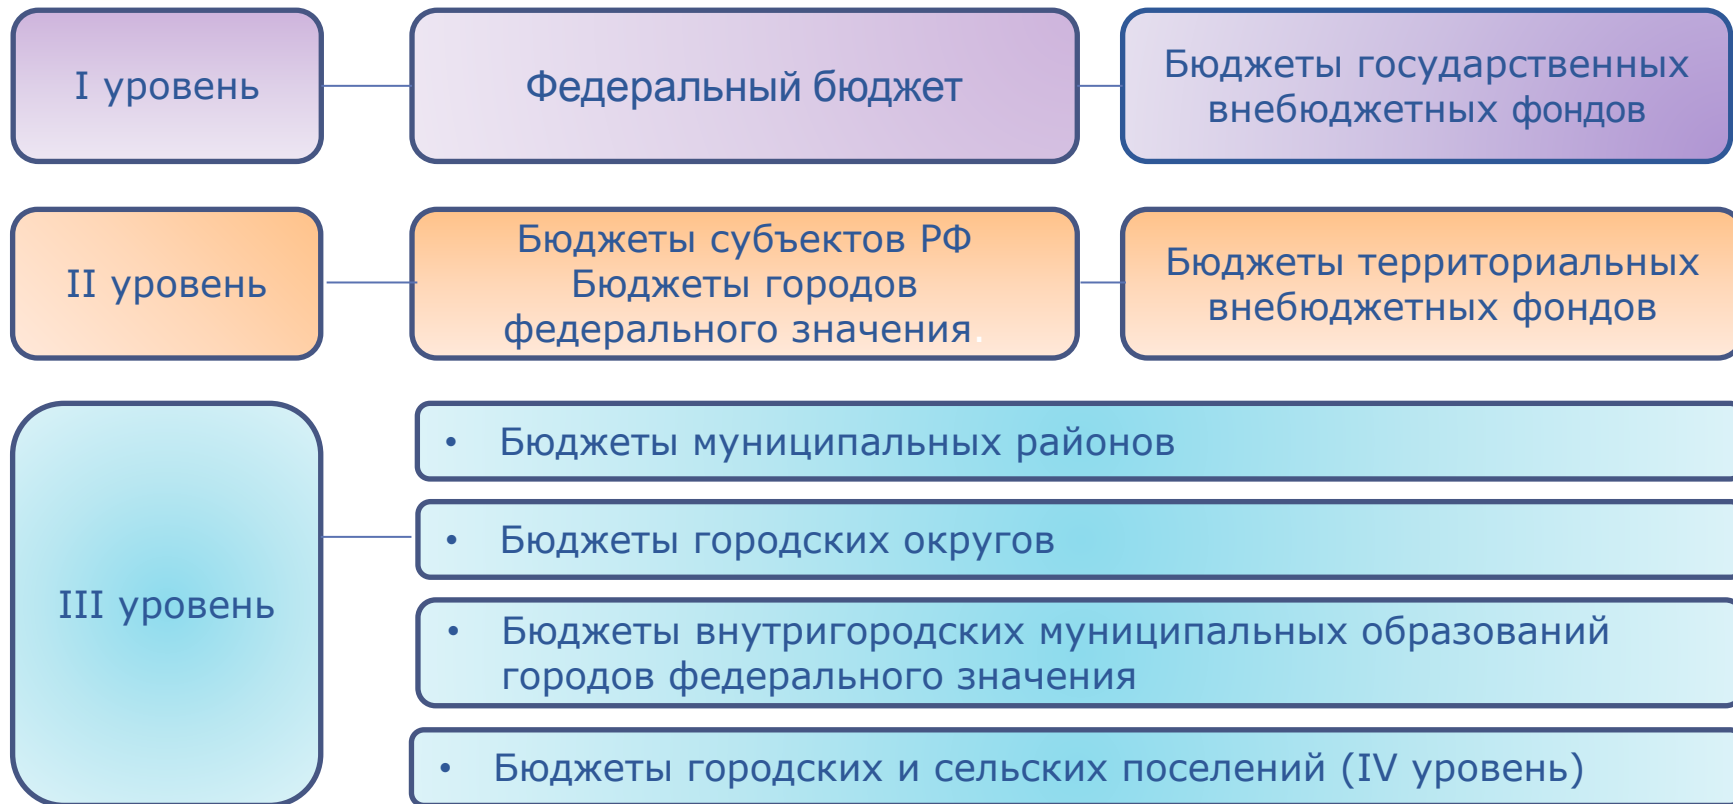 I уровень
Федеральный бюджет
Бюджеты государственных
внебюджетных фондов
II уровень
Бюджеты субъектов РФ
Бюджеты городов
федерального значения.
Бюджеты территориальных
внебюджетных фондов
III уровень
• Бюджеты муниципальных районов
• Бюджеты городских округов
• Бюджеты внутригородских муниципальных образований
городов федерального значения
• Бюджеты городских и сельских поселений (IV уровень)